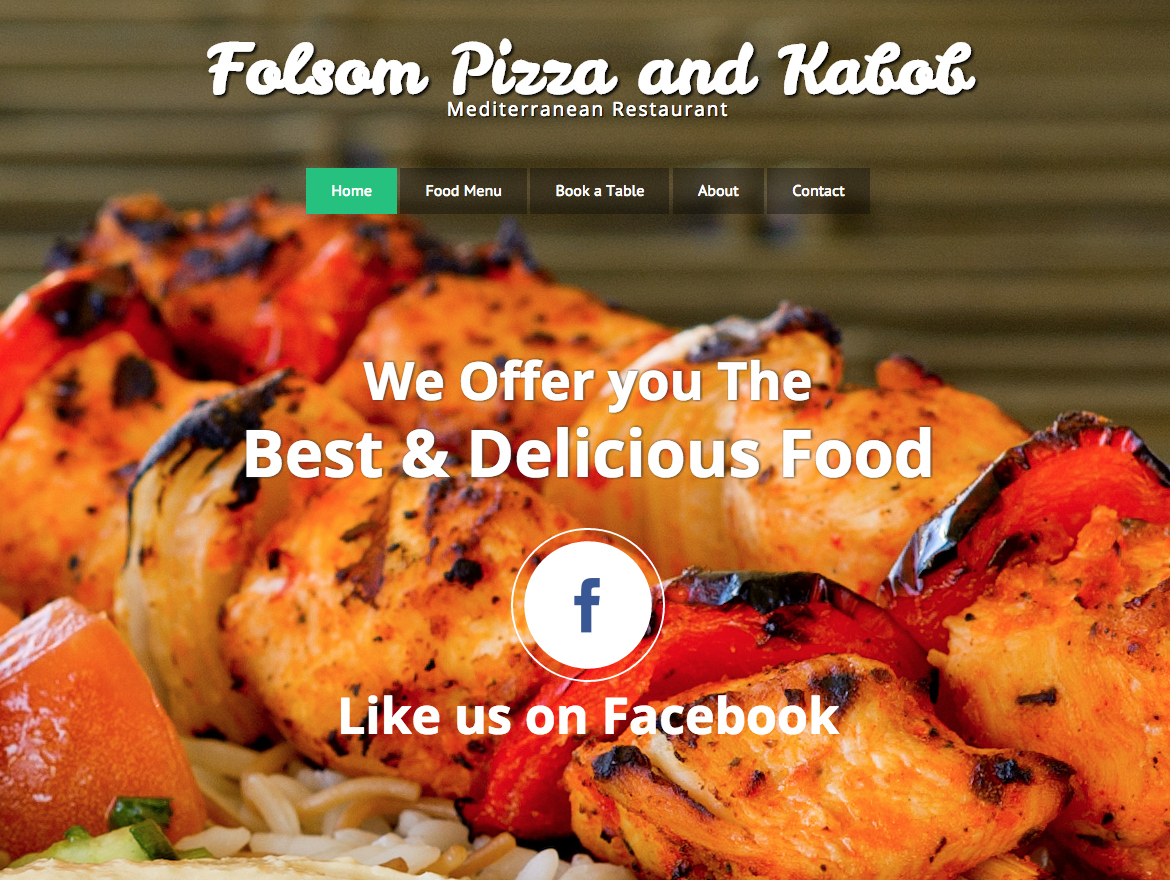 Folsom Pizza and Kabob
Mediterranean Restaurant
Home Food Menu Book a Table About Contact
We Offer you The
Best & Delicious Food
f
Like us on Facebook